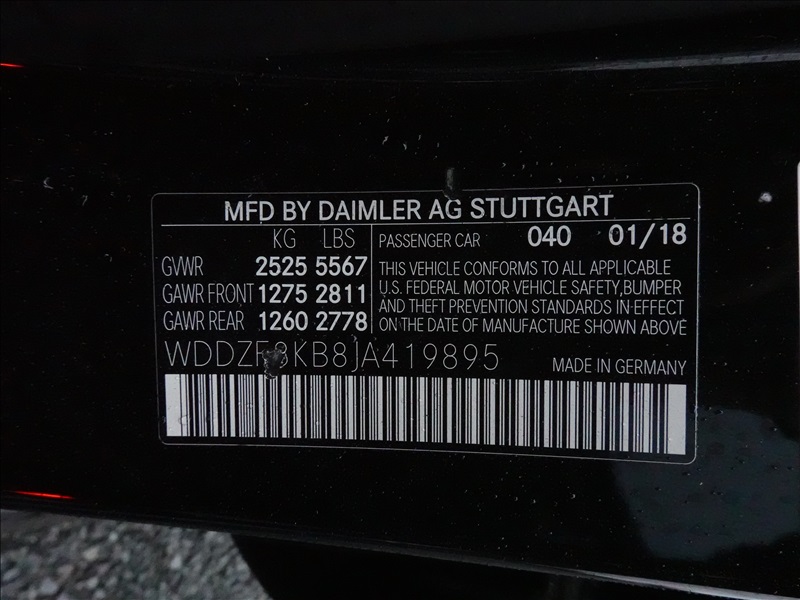 MFD BY DAIMLER AG STUTTGART
KG LBS
GVWR 2525 5567
GAWR FRONT 1275 2811
GAWR REAR 1260 2778
PASSENGER CAR 040 01/18
THIS VEHICLE CONFORMS TO ALL APPLICABLE
U.S. FEDERAL MOTOR VEHICLE SAFETY,BUMPER
AND THEFT PREVENTION STANDARDS IN EFFECT
ON THE DATE OF MANUFACTURE SHOWN ABOVE
WDDZF8KB8JA419895
MADE IN GERMANY